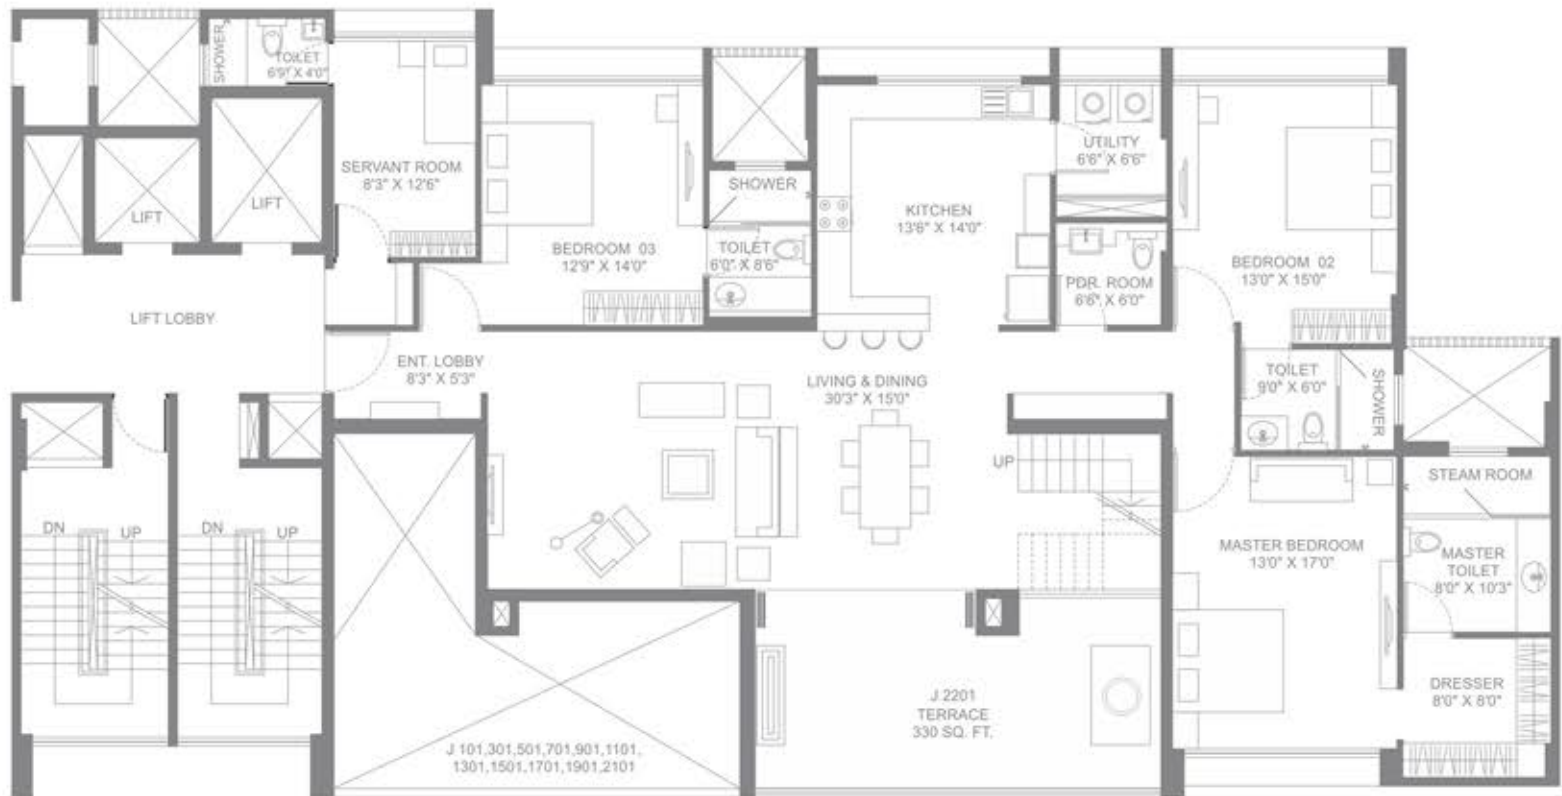 SHOWER
TOILET
6'9" X 4'0"
SERVANT ROOM
8'3" X 12'6"
LIFT
LIFT
LIFT LOBBY
BEDROOM 03
12'9" X 14'0"
SHOWER
TOILET
6'0" X 8'6"
KITCHEN
13'6" X 14'0"
UTILITY
6'6" X 6'6"
PDR. ROOM
6'6" X 6'0"
BEDROOM 02
13'0" X 15'0"
ENT. LOBBY
8'3" X 5'3"
LIVING & DINING
30'3" X 15'0"
TOILET
9'0" X 6'0"
SHOWER
UP
STEAM ROOM
DN
UP
DN
UP
MASTER BEDROOM
13'0" X 17'0"
MASTER
TOILET
8'0" X 10'3"
DRESSER
8'0" X 8'0"
J 2201
TERRACE
330 SQ. FT.
J 101,301,501,701,901,1101,
1301,1501,1701,1901,2101